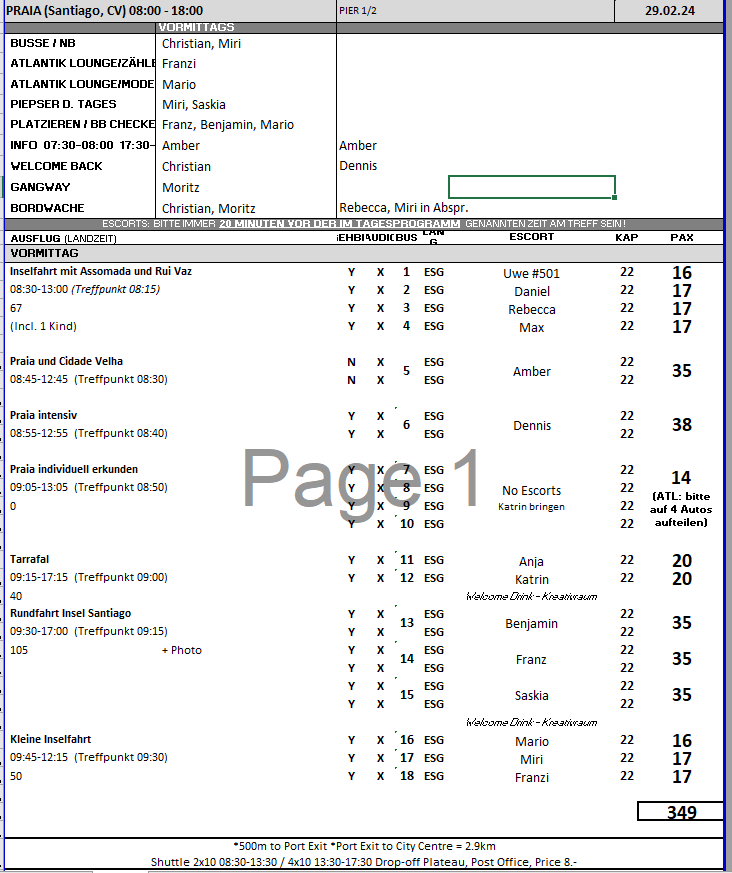 PRAIA (Santiago, CV) 08:00 - 18:00 PIER 1/2 29.02.24
VORMITTAGS
BUSSE / NB Christian, Miri
ATLANTIK LOUNGE/ZÄHLE Franzi
ATLANTIK LOUNGE/MODE Mario
PIEPSER D. TAGES Miri, Saskia
PLATZIEREN / BB CHECKE Franz, Benjamin, Mario
INFO 07:30-08:00 17:30- Amber Amber
WELCOME BACK Christian Dennis
GANGWAY Moritz
BORDWACHE Christian, Moritz Rebecca, Miri in Abspr.
ESCORTS: BITTE IMMER 20 MINUTEN VOR DER IM TAGESPROGRAMM GENANNTEN ZEIT AM TREFF SEIN!
AUSFLUG (LANDZEIT) BUS LAN G ESCORT KAP PAX
VORMITTAG
Inselfahrt mit Assomada und Rui Vaz Y X 1 ESG Uwe #501 22 16
08:30-13:00 (Treffpunkt 08:15) Y X 2 ESG Daniel 22 17
67 Y X 3 ESG Rebecca 22 17
(Incl. 1 Kind) Y X 4 ESG Max 22 17
Praia und Cidade Velha N X 5 ESG Amber 22 35
08:45-12:45 (Treffpunkt 08:30) N X ESG 22
Praia intensiv Y X 6 ESG Dennis 22 38
08:55-12:55 (Treffpunkt 08:40) Y X ESG 22
Praia individuell erkunden Y X 7 ESG 22 14
09:05-13:05 (Treffpunkt 08:50) Y X 8 ESG No Escorts 22 (ATL: bitte
0 Y X 9 ESG Katrin bringen 22 auf 4 Autos
Y X 10 ESG 22 aufteilen)
Page 1
Tarrafal Y X 11 ESG Anja 22 20
09:15-17:15 (Treffpunkt 09:00) Y X 12 ESG Katrin 22 20
40 Welcome Drink - Kreativraum
Rundfahrt Insel Santiago Y X 13 ESG Benjamin 22 35
09:30-17:00 (Treffpunkt 09:15) Y X ESG 22
105 + Photo Y X 14 ESG Franz 22 35
Y X ESG 22
Y X 15 ESG Saskia 22 35
Y X ESG 22
Welcome Drink - Kreativraum
Kleine Inselfahrt Y X 16 ESG Mario 22 16
09:45-12:15 (Treffpunkt 09:30) Y X 17 ESG Miri 22 17
50 Y X 18 ESG Franzi 22 17
349
*500m to Port Exit *Port Exit to City Centre = 2.9km
Shuttle 2x10 08:30-13:30 / 4x10 13:30-17:30 Drop-off Plateau, Post Office, Price 8.-